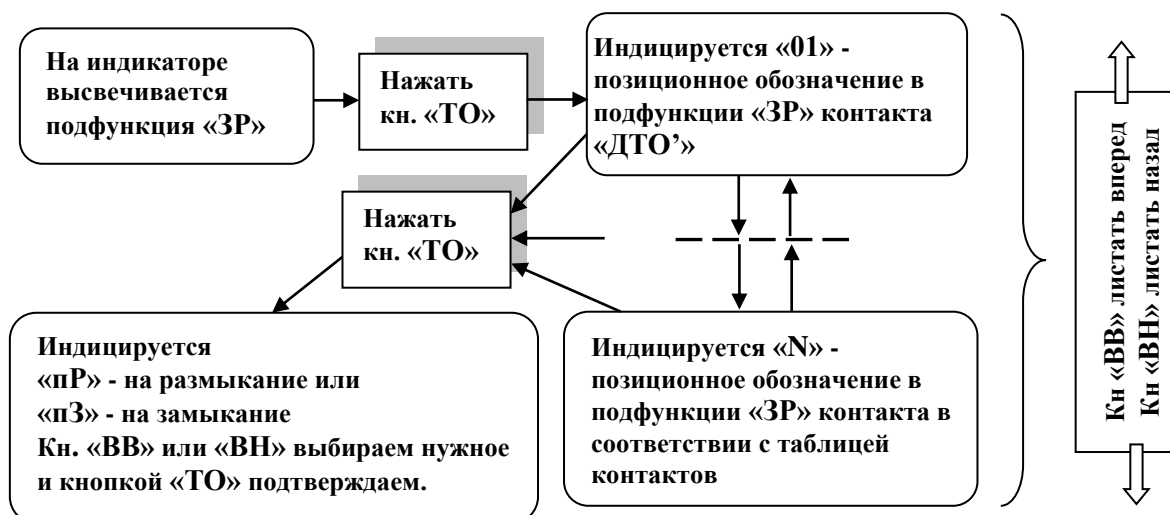 На индикаторе
высвечивается
подфункция «ЗР»
Нажать
кн. «ТО»
Индицируется «01» -
позиционное обозначение в
подфункции «ЗР» контакта
«ДТО’»
Нажать
кн. «ТО»
Индицируется
«пР» - на размыкание или
«пЗ» - на замыкание
Кн. «ВВ» или «ВН» выбираем нужное
и кнопкой «ТО» подтверждаем.
Индицируется «N» -
позиционное обозначение в
подфункции «ЗР» контакта в
соответствии с таблицей
контактов
Кн «ВВ» листать вперед
Кн «ВН» листать назад